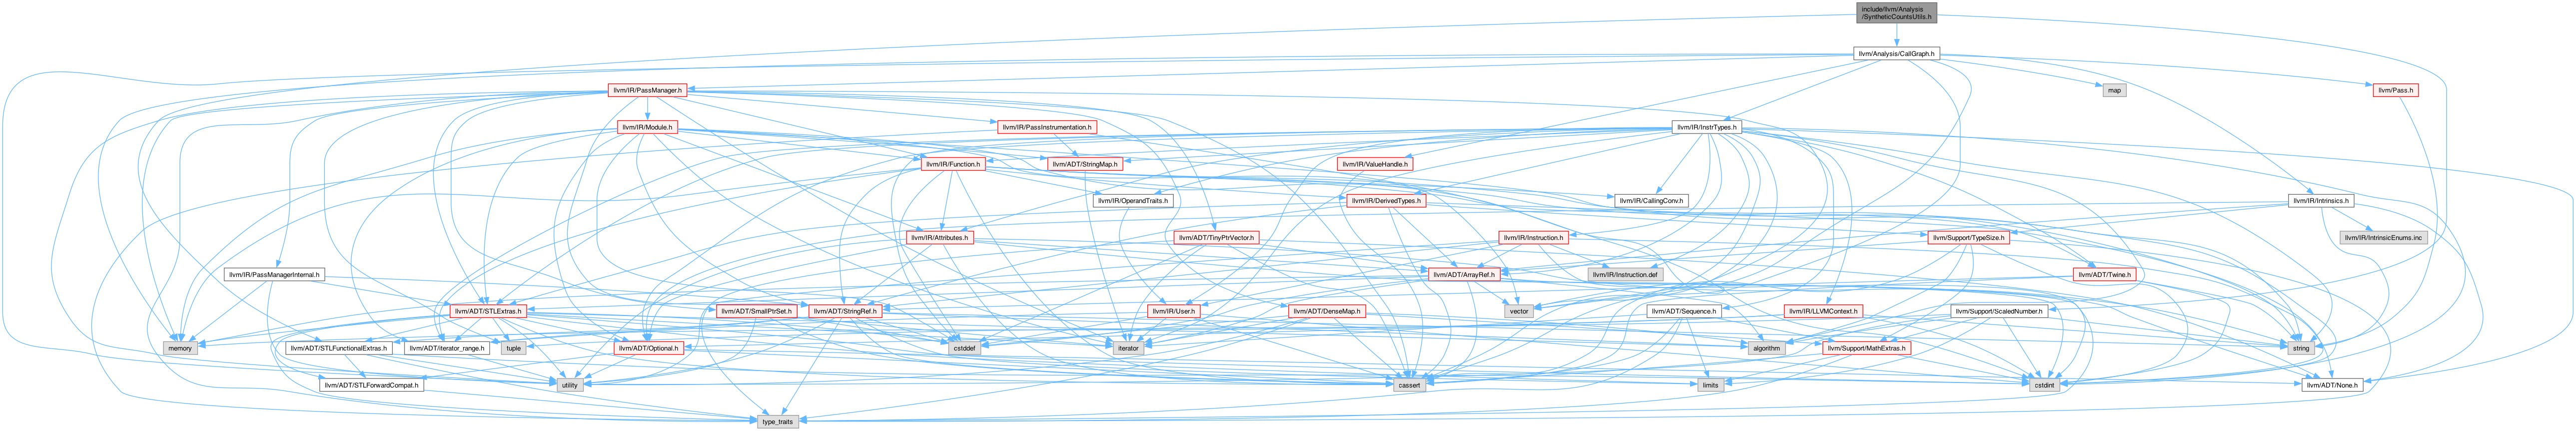 include/llvm/Analysis
/SyntheticCountsUtils.h
llvm/Analysis/CallGraph.h
llvm/IR/PassManager.h
map
llvm/Pass.h
llvm/IR/Module.h
llvm/IR/PassInstrumentation.h
llvm/IR/InstrTypes.h
llvm/IR/Function.h
llvm/ADT/StringMap.h
llvm/IR/ValueHandle.h
llvm/IR/OperandTraits.h
llvm/IR/DerivedTypes.h
llvm/IR/CallingConv.h
llvm/IR/Intrinsics.h
llvm/IR/Attributes.h
llvm/ADT/TinyPtrVector.h
llvm/IR/Instruction.h
llvm/Support/TypeSize.h
llvm/IR/IntrinsicEnums.inc
llvm/IR/PassManagerInternal.h
llvm/ADT/ArrayRef.h
llvm/IR/Instruction.def
llvm/ADT/Twine.h
llvm/ADT/STLExtras.h
llvm/ADT/SmallPtrSet.h
llvm/ADT/StringRef.h
llvm/IR/User.h
llvm/ADT/DenseMap.h
vector
llvm/ADT/Sequence.h
llvm/IR/LLVMContext.h
llvm/Support/ScaledNumber.h
memory
llvm/ADT/STLFunctionalExtras.h
llvm/ADT/iterator_range.h
tuple
llvm/ADT/Optional.h
cstddef
iterator
algorithm
llvm/Support/MathExtras.h
string
llvm/ADT/STLForwardCompat.h
utility
cassert
limits
cstdint
llvm/ADT/None.h
type_traits